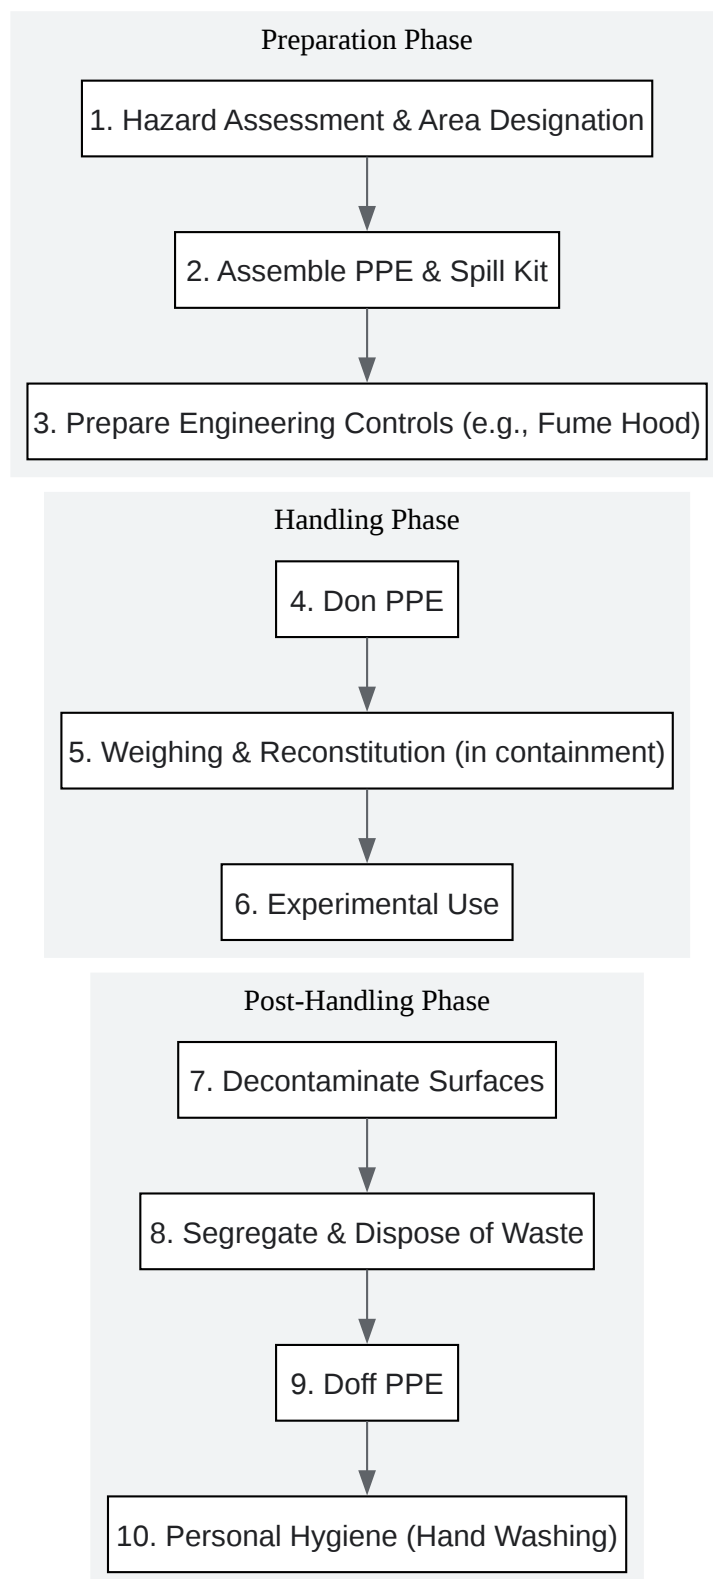 Preparation Phase
1. Hazard Assessment & Area Designation
2. Assemble PPE & Spill Kit
3. Prepare Engineering Controls (e.g., Fume Hood)
Handling Phase
4. Don PPE
5. Weighing & Reconstitution (in containment)
6. Experimental Use
Post-Handling Phase
7. Decontaminate Surfaces
8. Segregate & Dispose of Waste
9. Doff PPE
10. Personal Hygiene (Hand Washing)